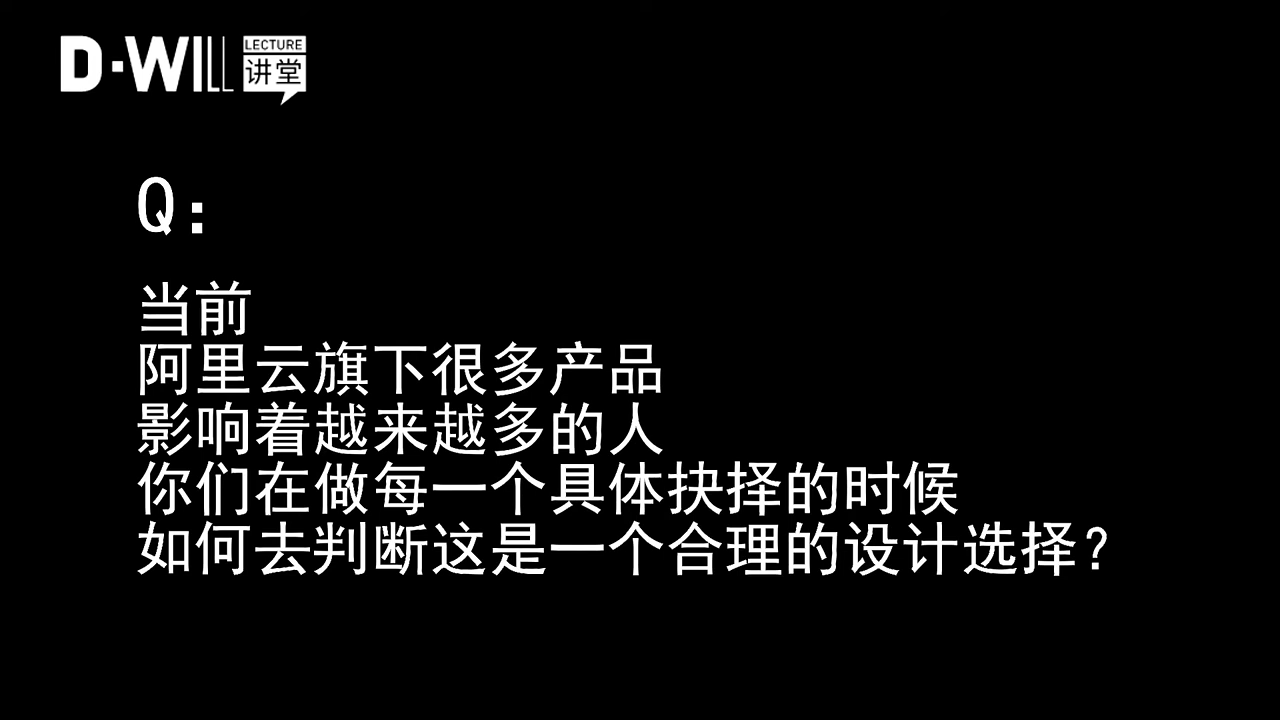 D·WILL LECTURE
讲堂
Q：
当前
阿里云旗下很多产品
影响着越来越多的人
你们在做每一个具体抉择的时候
如何去判断这是一个合理的设计选择？